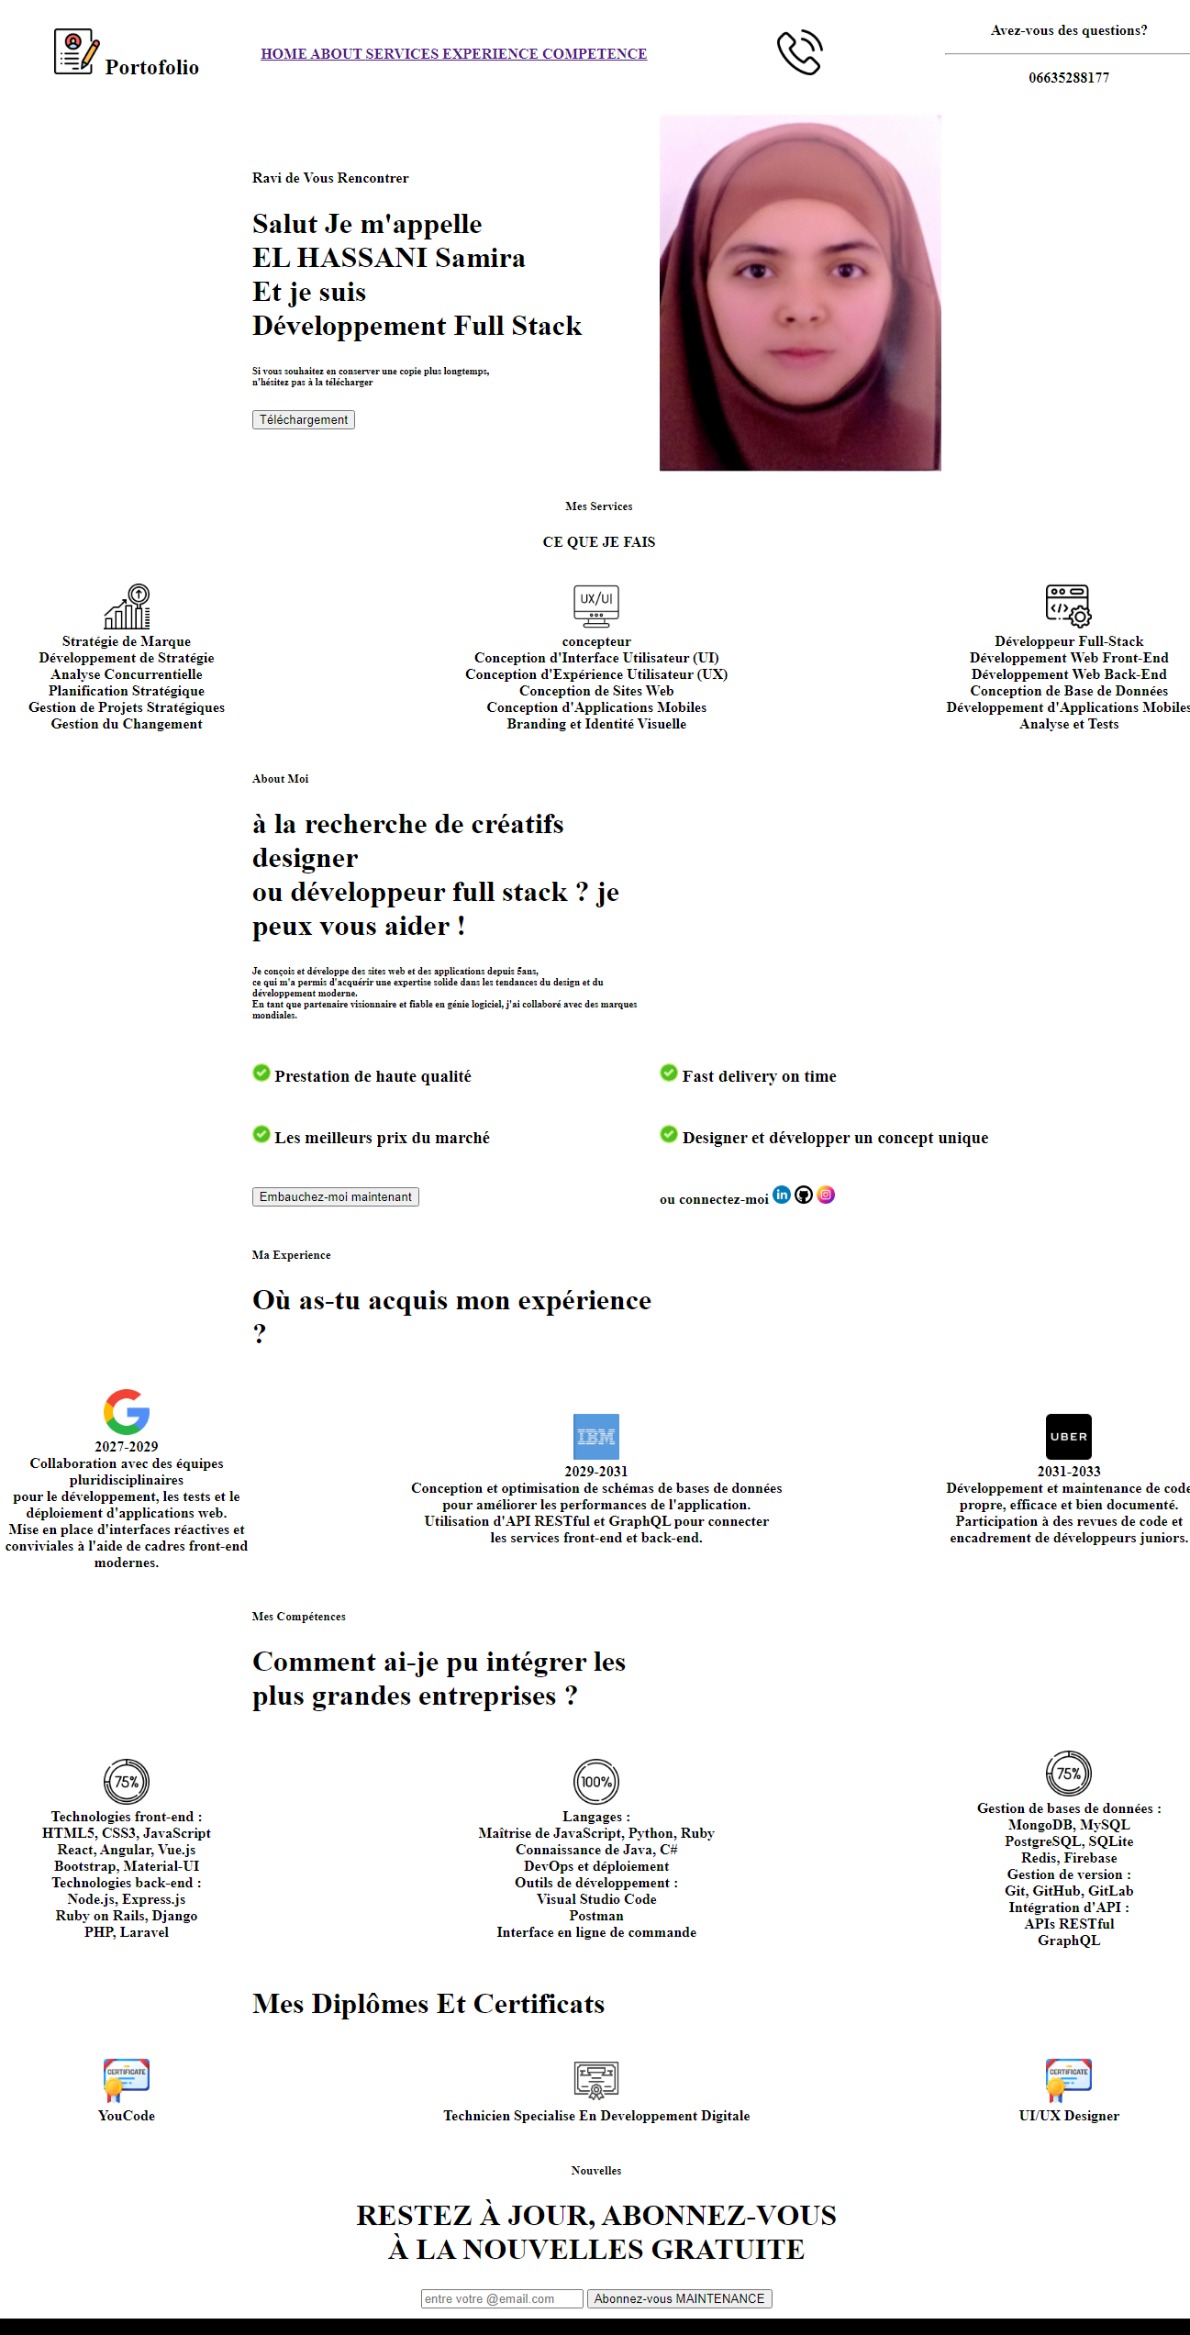 Portofolio
HOME ABOUT SERVICES EXPERIENCE COMPETENCE
Avez-vous des questions?
06635288177
Ravi de Vous Rencontrer
Salut Je m'appelle
EL HASSANI Samira
Et je suis
Développement Full Stack
Si vous souhaitez en conserver une copie plus longtemps,
n'hésitez pas à la télécharger
Téléchargement
Mes Services
CE QUE JE FAIS
Stratégie de Marque
Développement de Stratégie
Analyse Concurrentielle
Planification Stratégique
Gestion de Projets Stratégiques
Gestion du Changement
UX/UI
concepteur
Conception d'Interface Utilisateur (UI)
Conception d'Expérience Utilisateur (UX)
Conception de Sites Web
Conception d'Applications Mobiles
Branding et Identité Visuelle
Développeur Full-Stack
Développement Web Front-End
Développement Web Back-End
Conception de Base de Données
Développement d'Applications Mobiles
Analyse et Tests
About Moi
à la recherche de créatifs
designer
ou développeur full stack ? je
peux vous aider !
Je conçois et développe des sites web et des applications depuis 5ans,
ce qui m'a permis d'acquérir une expertise solide dans les tendances du design et du
développement moderne.
En tant que partenaire visionnaire et fiable en génie logiciel, j'ai collaboré avec des marques
mondiales.
Prestation de haute qualité
Fast delivery on time
Les meilleurs prix du marché
Designer et développer un concept unique
Embauchez-moi maintenant
ou connectez-moi
in
Ma Experience
Où as-tu acquis mon expérience
?
2027-2029
Collaboration avec des équipes
pluridisciplinaires
pour le développement, les tests et le
déploiement d'applications web.
Mise en place d'interfaces réactives et
conviviales à l'aide de cadres front-end
modernes.
IBM
2029-2031
Conception et optimisation de schémas de bases de données
pour améliorer les performances de l'application.
Utilisation d'API RESTful et GraphQL pour connecter
les services front-end et back-end.
UBER
2031-2033
Développement et maintenance de code
propre, efficace et bien documenté.
Participation à des revues de code et
encadrement de développeurs juniors.
Mes Compétences
Comment ai-je pu intégrer les
plus grandes entreprises ?
75%
Technologies front-end :
HTML5, CSS3, JavaScript
React, Angular, Vue.js
Bootstrap, Material-UI
Technologies back-end :
Node.js, Express.js
Ruby on Rails, Django
PHP, Laravel
100%
Langages :
Maîtrise de JavaScript, Python, Ruby
Connaissance de Java, C#
DevOps et déploiement
Outils de développement :
Visual Studio Code
Postman
Interface en ligne de commande
75%
Gestion de bases de données :
MongoDB, MySQL
PostgreSQL, SQLite
Redis, Firebase
Gestion de version :
Git, GitHub, GitLab
Intégration d'API :
APIs RESTful
GraphQL
Mes Diplômes Et Certificats
CERTIFICATE
YouCode
Technicien Specialise En Developpement Digitale
CERTIFICATE
UI/UX Designer
Nouvelles
RESTEZ À JOUR, ABONNEZ-VOUS
À LA NOUVELLES GRATUITE
entre votre @email.com
Abonnez-vous MAINTENANCE